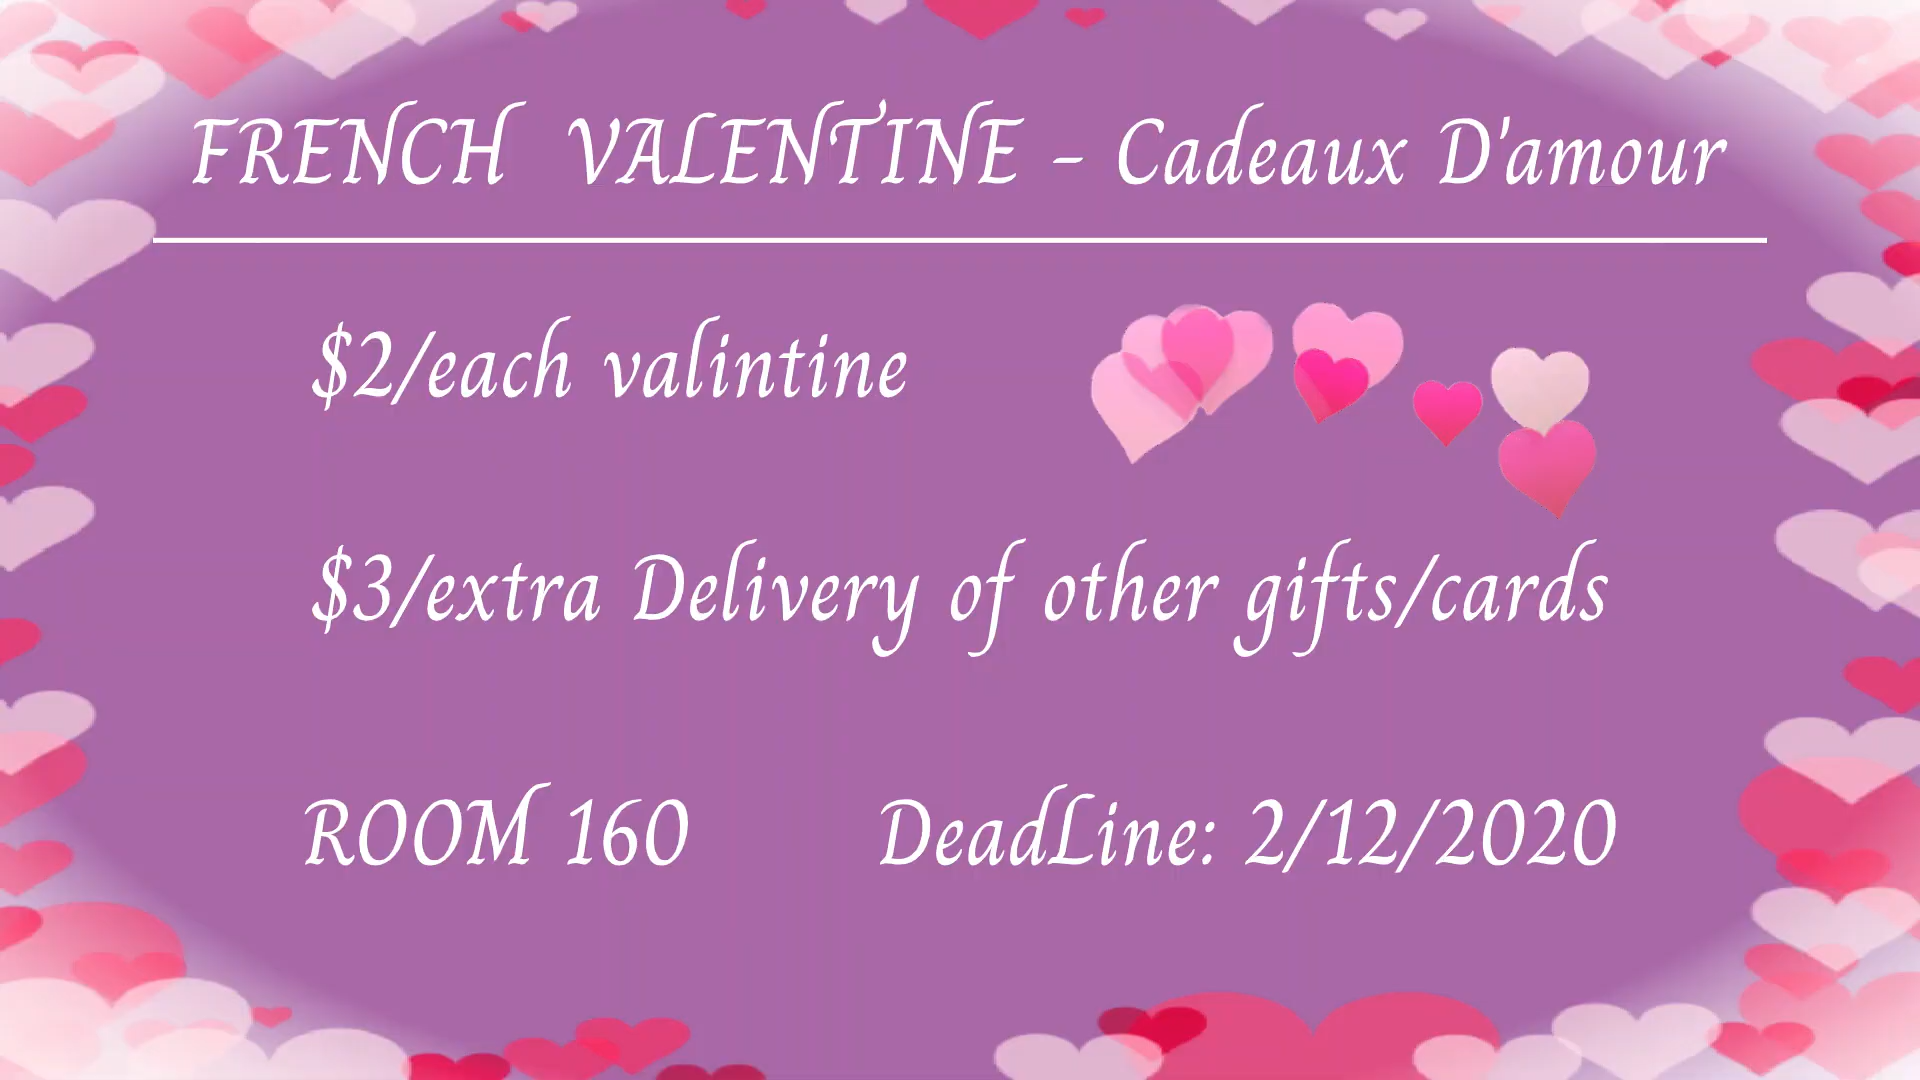 FRENCH VALENTINE - Cadeaux D'amour
$2/each valintine
$3/extra Delivery of other gifts/cards
ROOM 160 DeadLine: 2/12/2020